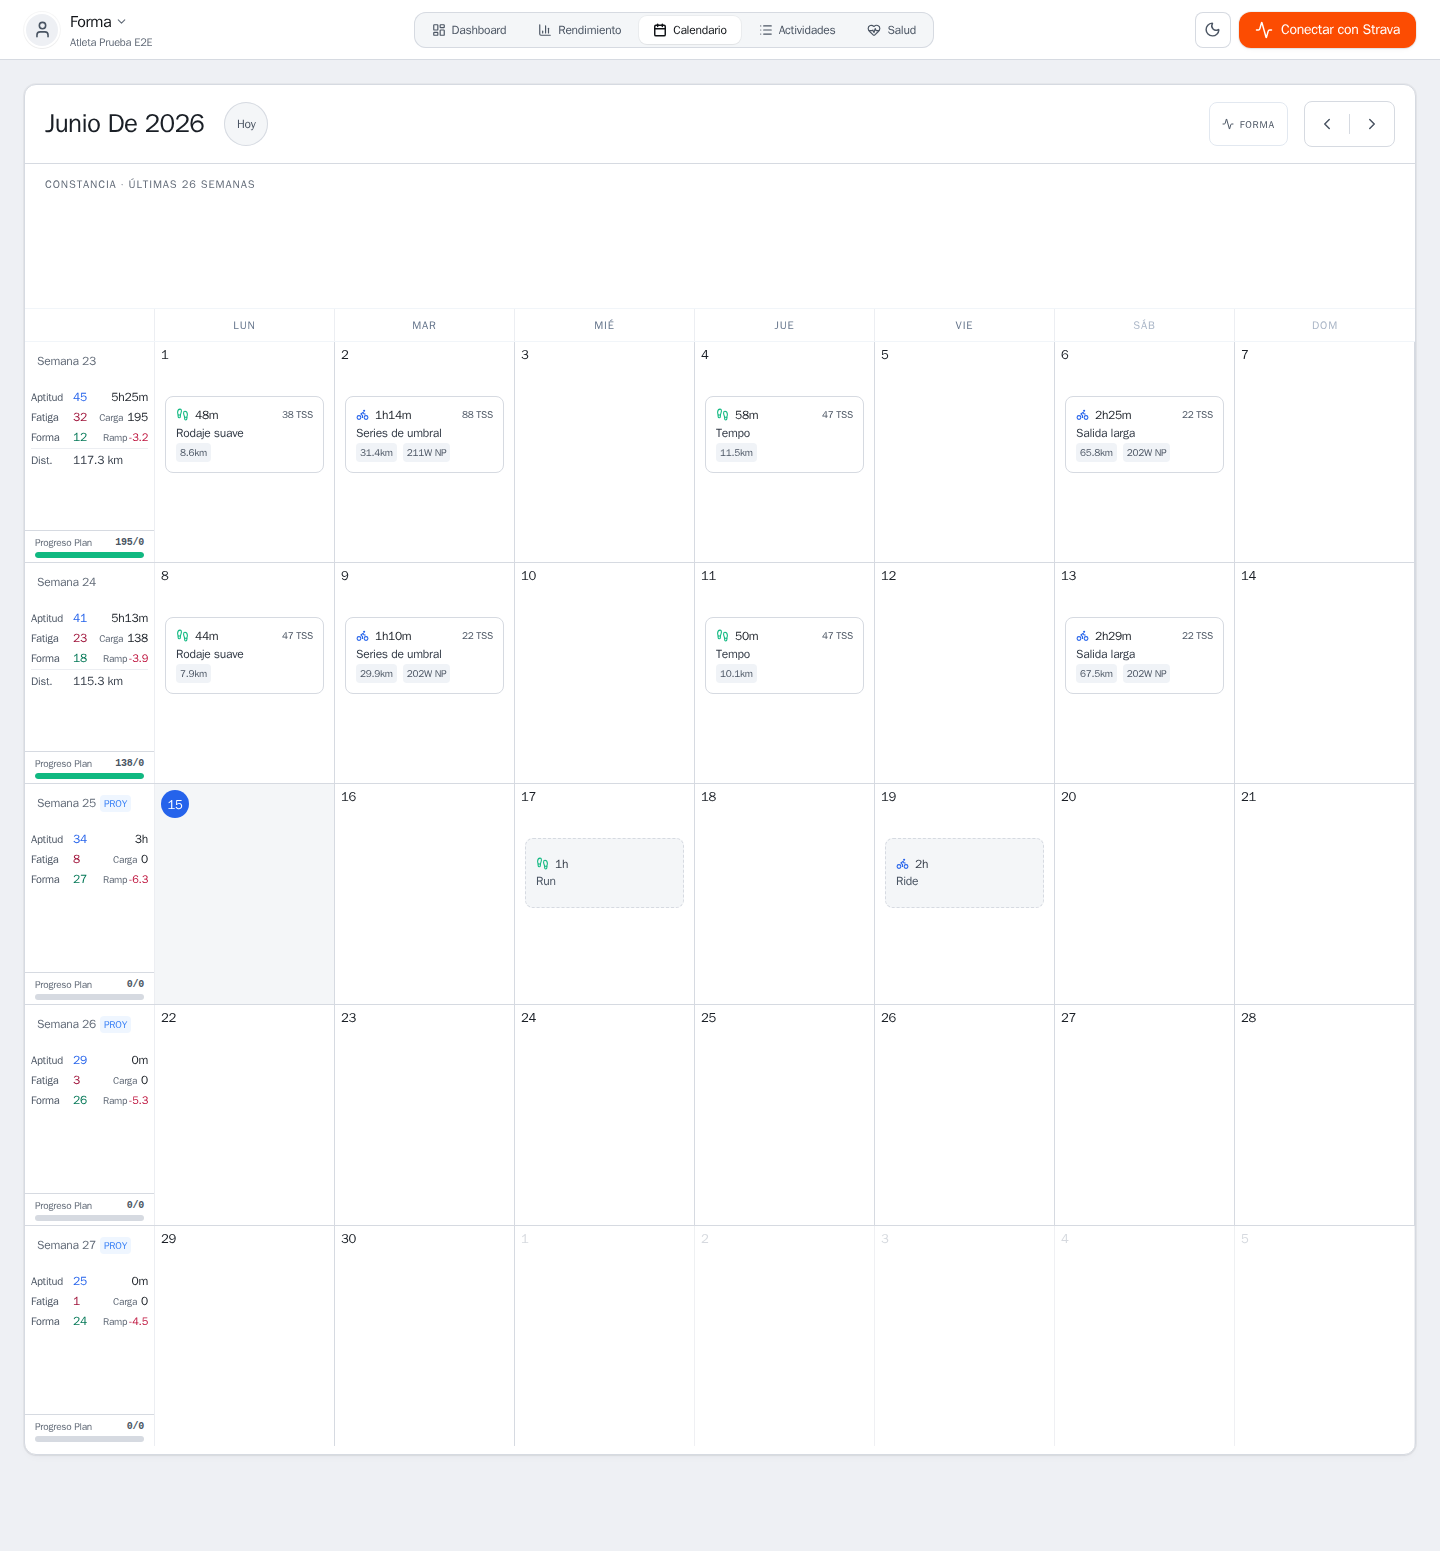 Forma
Atleta Prueba E2E
Dashboard Rendimiento Calendario Actividades Salud
Conectar con Strava
Junio De 2026 Hoy FORMA
CONSTANCIA · ÚLTIMAS 26 SEMANAS
LUN MAR MIÉ JUE VIE SÁB DOM
Semana 23
Aptitud 45 5h25m
Fatiga 32 Carga 195
Forma 12 Ramp -3.2
Dist. 117.3 km
Progreso Plan 195/0
1
48m 38 TSS
Rodaje suave
8.6km
2
1h14m 88 TSS
Series de umbral
31.4km 211W NP
3
4
58m 47 TSS
Tempo
11.5km
5
6
2h25m 22 TSS
Salida larga
65.8km 202W NP
7
Semana 24
Aptitud 41 5h13m
Fatiga 23 Carga 138
Forma 18 Ramp -3.9
Dist. 115.3 km
Progreso Plan 138/0
8
44m 47 TSS
Rodaje suave
7.9km
9
1h10m 22 TSS
Series de umbral
29.9km 202W NP
10
11
50m 47 TSS
Tempo
10.1km
12
13
2h29m 22 TSS
Salida larga
67.5km 202W NP
14
Semana 25 PROY
Aptitud 34 3h
Fatiga 8 Carga 0
Forma 27 Ramp -6.3
Progreso Plan 0/0
15
16
17
1h
Run
18
19
2h
Ride
20
21
Semana 26 PROY
Aptitud 29 0m
Fatiga 3 Carga 0
Forma 26 Ramp -5.3
Progreso Plan 0/0
22
23
24
25
26
27
28
Semana 27 PROY
Aptitud 25 0m
Fatiga 1 Carga 0
Forma 24 Ramp -4.5
Progreso Plan 0/0
29
30
1
2
3
4
5